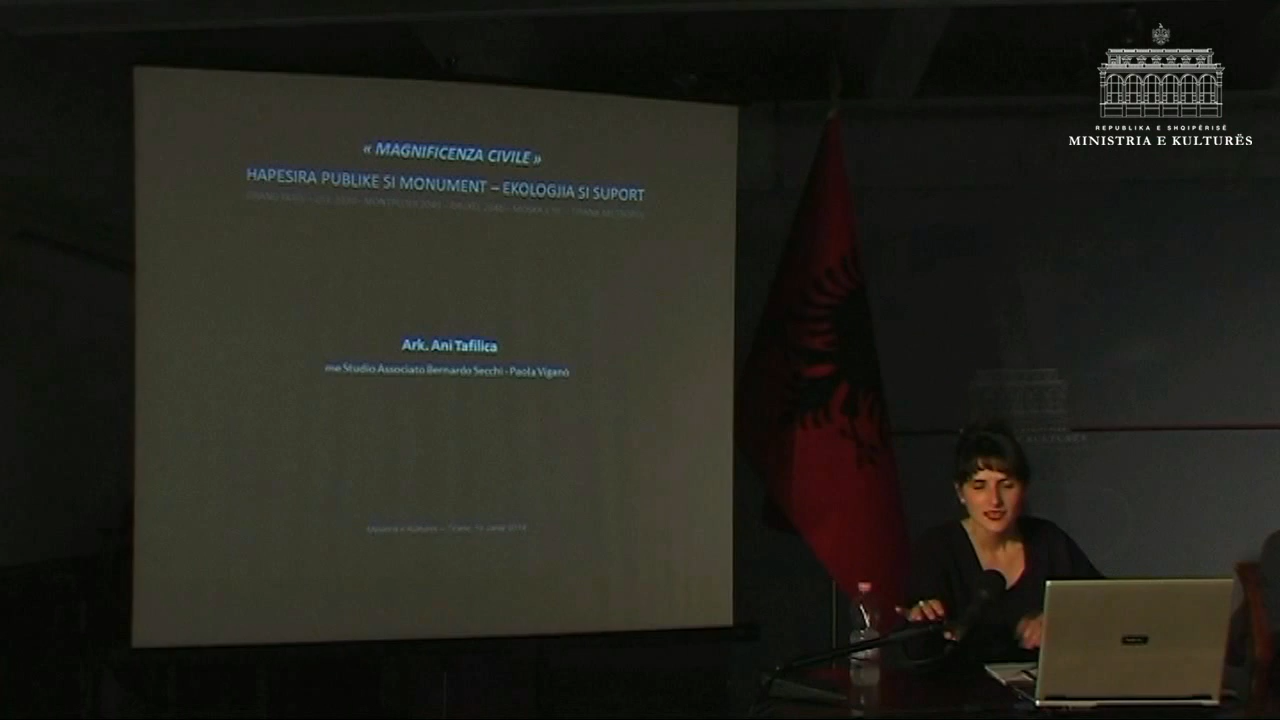 « MAGNIFICENZA CIVILE »
HAPESIRA PUBLIKE SI MONUMENT – EKOLOGJIA SI SUPORT
Ark. Ani Tafilica
me Studio Associato Bernardo Secchi - Paola Viganò
REPUBLIKA E SHQIPËRISË
MINISTRIA E KULTURËS